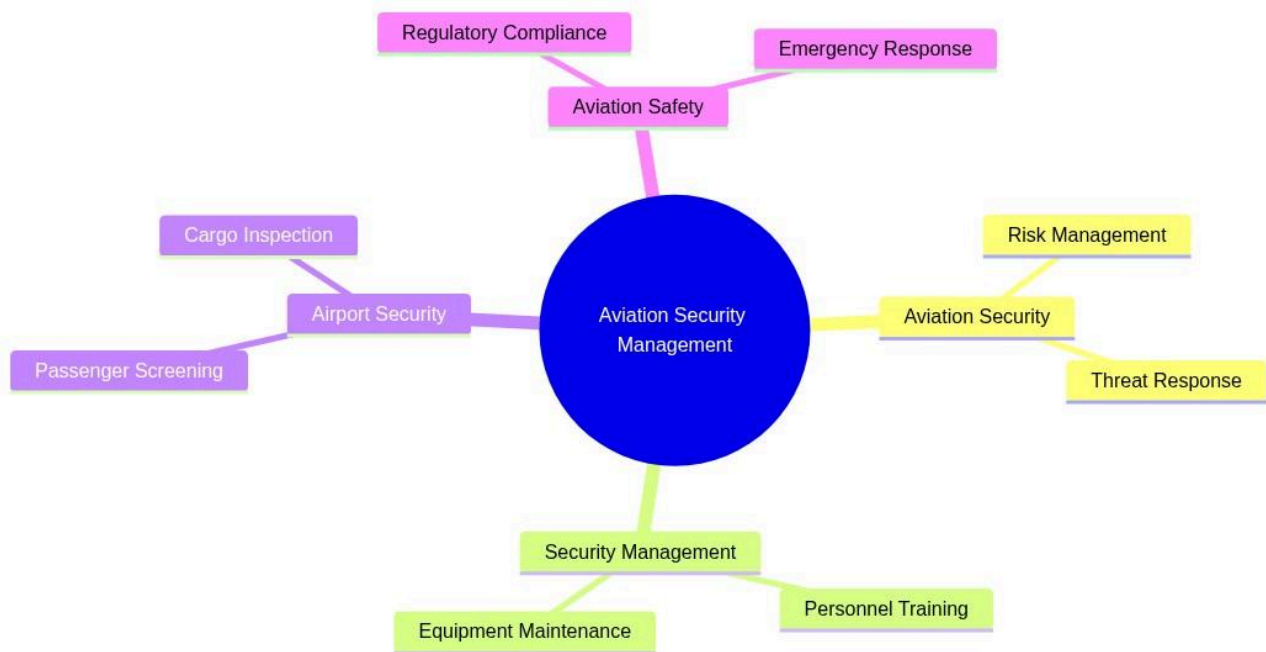 Regulatory Compliance
Emergency Response
Aviation Safety
Cargo Inspection
Risk Management
Airport Security
Aviation Security
Management
Aviation Security
Passenger Screening
Threat Response
Security Management
Personnel Training
Equipment Maintenance